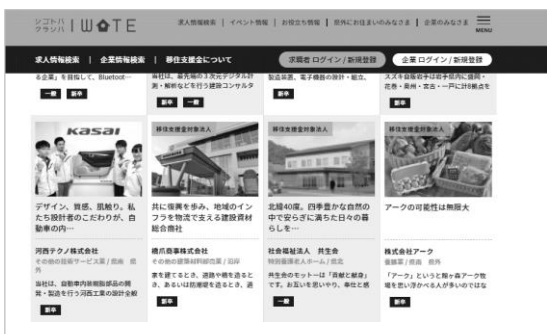 シゴトバ
クラシバ IWATE
求人情報検索 | イベント情報 | お役立ち情報 | 県外にお住まいのみなさま | 企業のみなさま
MENU
求人情報検索 | 企業情報検索 | 移住支援金について
求職者 ログイン / 新規登録
企業 ログイン / 新規登録
る企業」を目指して、Bluetoot…
一般 新卒
当社は、最先端の3次元デジタル計
測・解析などを行う建設コンサルタ
新卒 一般
製造装置、電子機器の設計・組立、
新卒
スズキ自販岩手は岩手県内に盛岡・
花巻・奥州・宮古・一戸に計8拠点を
新卒
KASAI
デザイン、質感、肌触り。私
たち設計者のこだわりが、自
動車の内…
河西テクノ株式会社
その他の技術サービス業 / 県南 県
外
当社は、自動車内装樹脂部品の開
発・製造を行う河西工業の設計全般
新卒
移住支援金対象法人
共に復興を歩み、地域のイン
フラを物流で支える建設資材
総合商社
橋爪商事株式会社
その他の建築材料卸売業 / 沿岸
家を建てるとき、道路や橋を造ると
き、あるいは防潮堤を造るとき、遡
新卒
移住支援金対象法人
北緯40度。四季豊かな自然の
中で安らぎに満ちた日々の暮
らしを…
社会福祉法人 共生会
特別養護老人ホーム / 県北
共生会のモットーは「貢献と献身」
です。お互いを思いやり、奉仕と感
一般
移住支援金対象法人
アークの可能性は無限大
株式会社アーク
養豚業 / 県南 県外
「アーク」というと館ヶ森アーク牧
場を思い浮かべる人が多いのではな
新卒